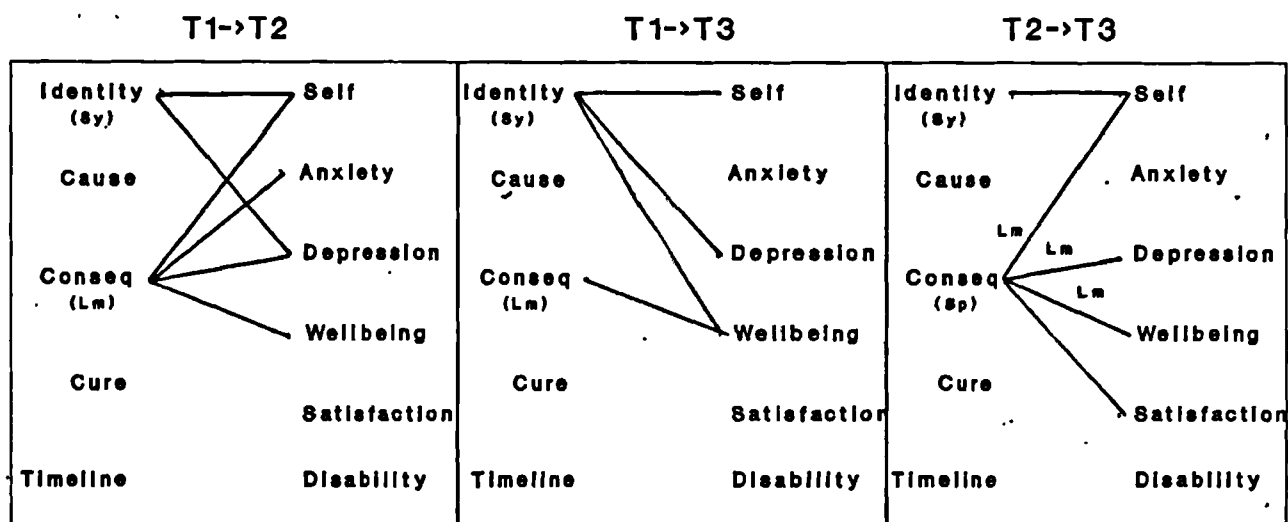 T1->T2
T1->T3
T2->T3
Identity
(Sy)
Self
Cause
Anxiety
Depression
Conseq
(Lm)
Wellbeing
Cure
Satisfaction
Timeline
Disability
Identity
(Sy)
Self
Cause
Anxiety
Depression
Conseq
(Lm)
Wellbeing
Cure
Satisfaction
Timeline
Disability
Identity
(Sy)
Self
Cause
Anxiety
Lm
Lm
Depression
Conseq
(Sp)
Lm
Wellbeing
Cure
Satisfaction
Timeline
Disability